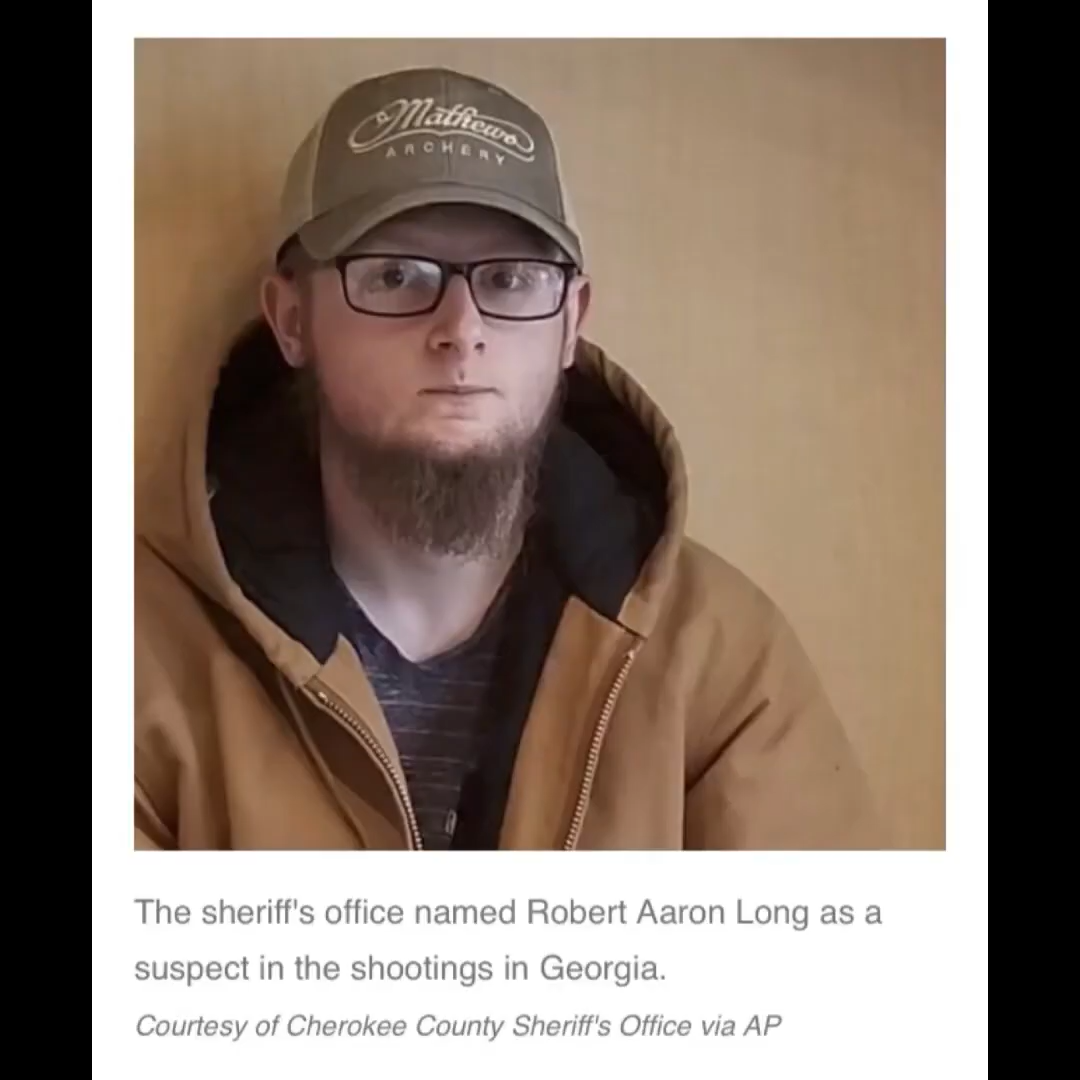 Mathews
ARCHERY
The sheriff's office named Robert Aaron Long as a
suspect in the shootings in Georgia.
Courtesy of Cherokee County Sheriff's Office via AP